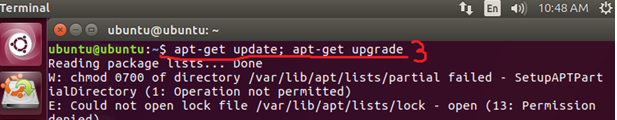 Terminal
En
10:48 AM
ubuntu@ubuntu: ~
ubuntu@ubuntu:~$ apt-get update; apt-get upgrade 3
Reading package lists... Done
W: chmod 0700 of directory /var/lib/apt/lists/partial failed - SetupAPTPart
ialDirectory (1: Operation not permitted)
E: Could not open lock file /var/lib/apt/lists/lock - open (13: Permission
denied)